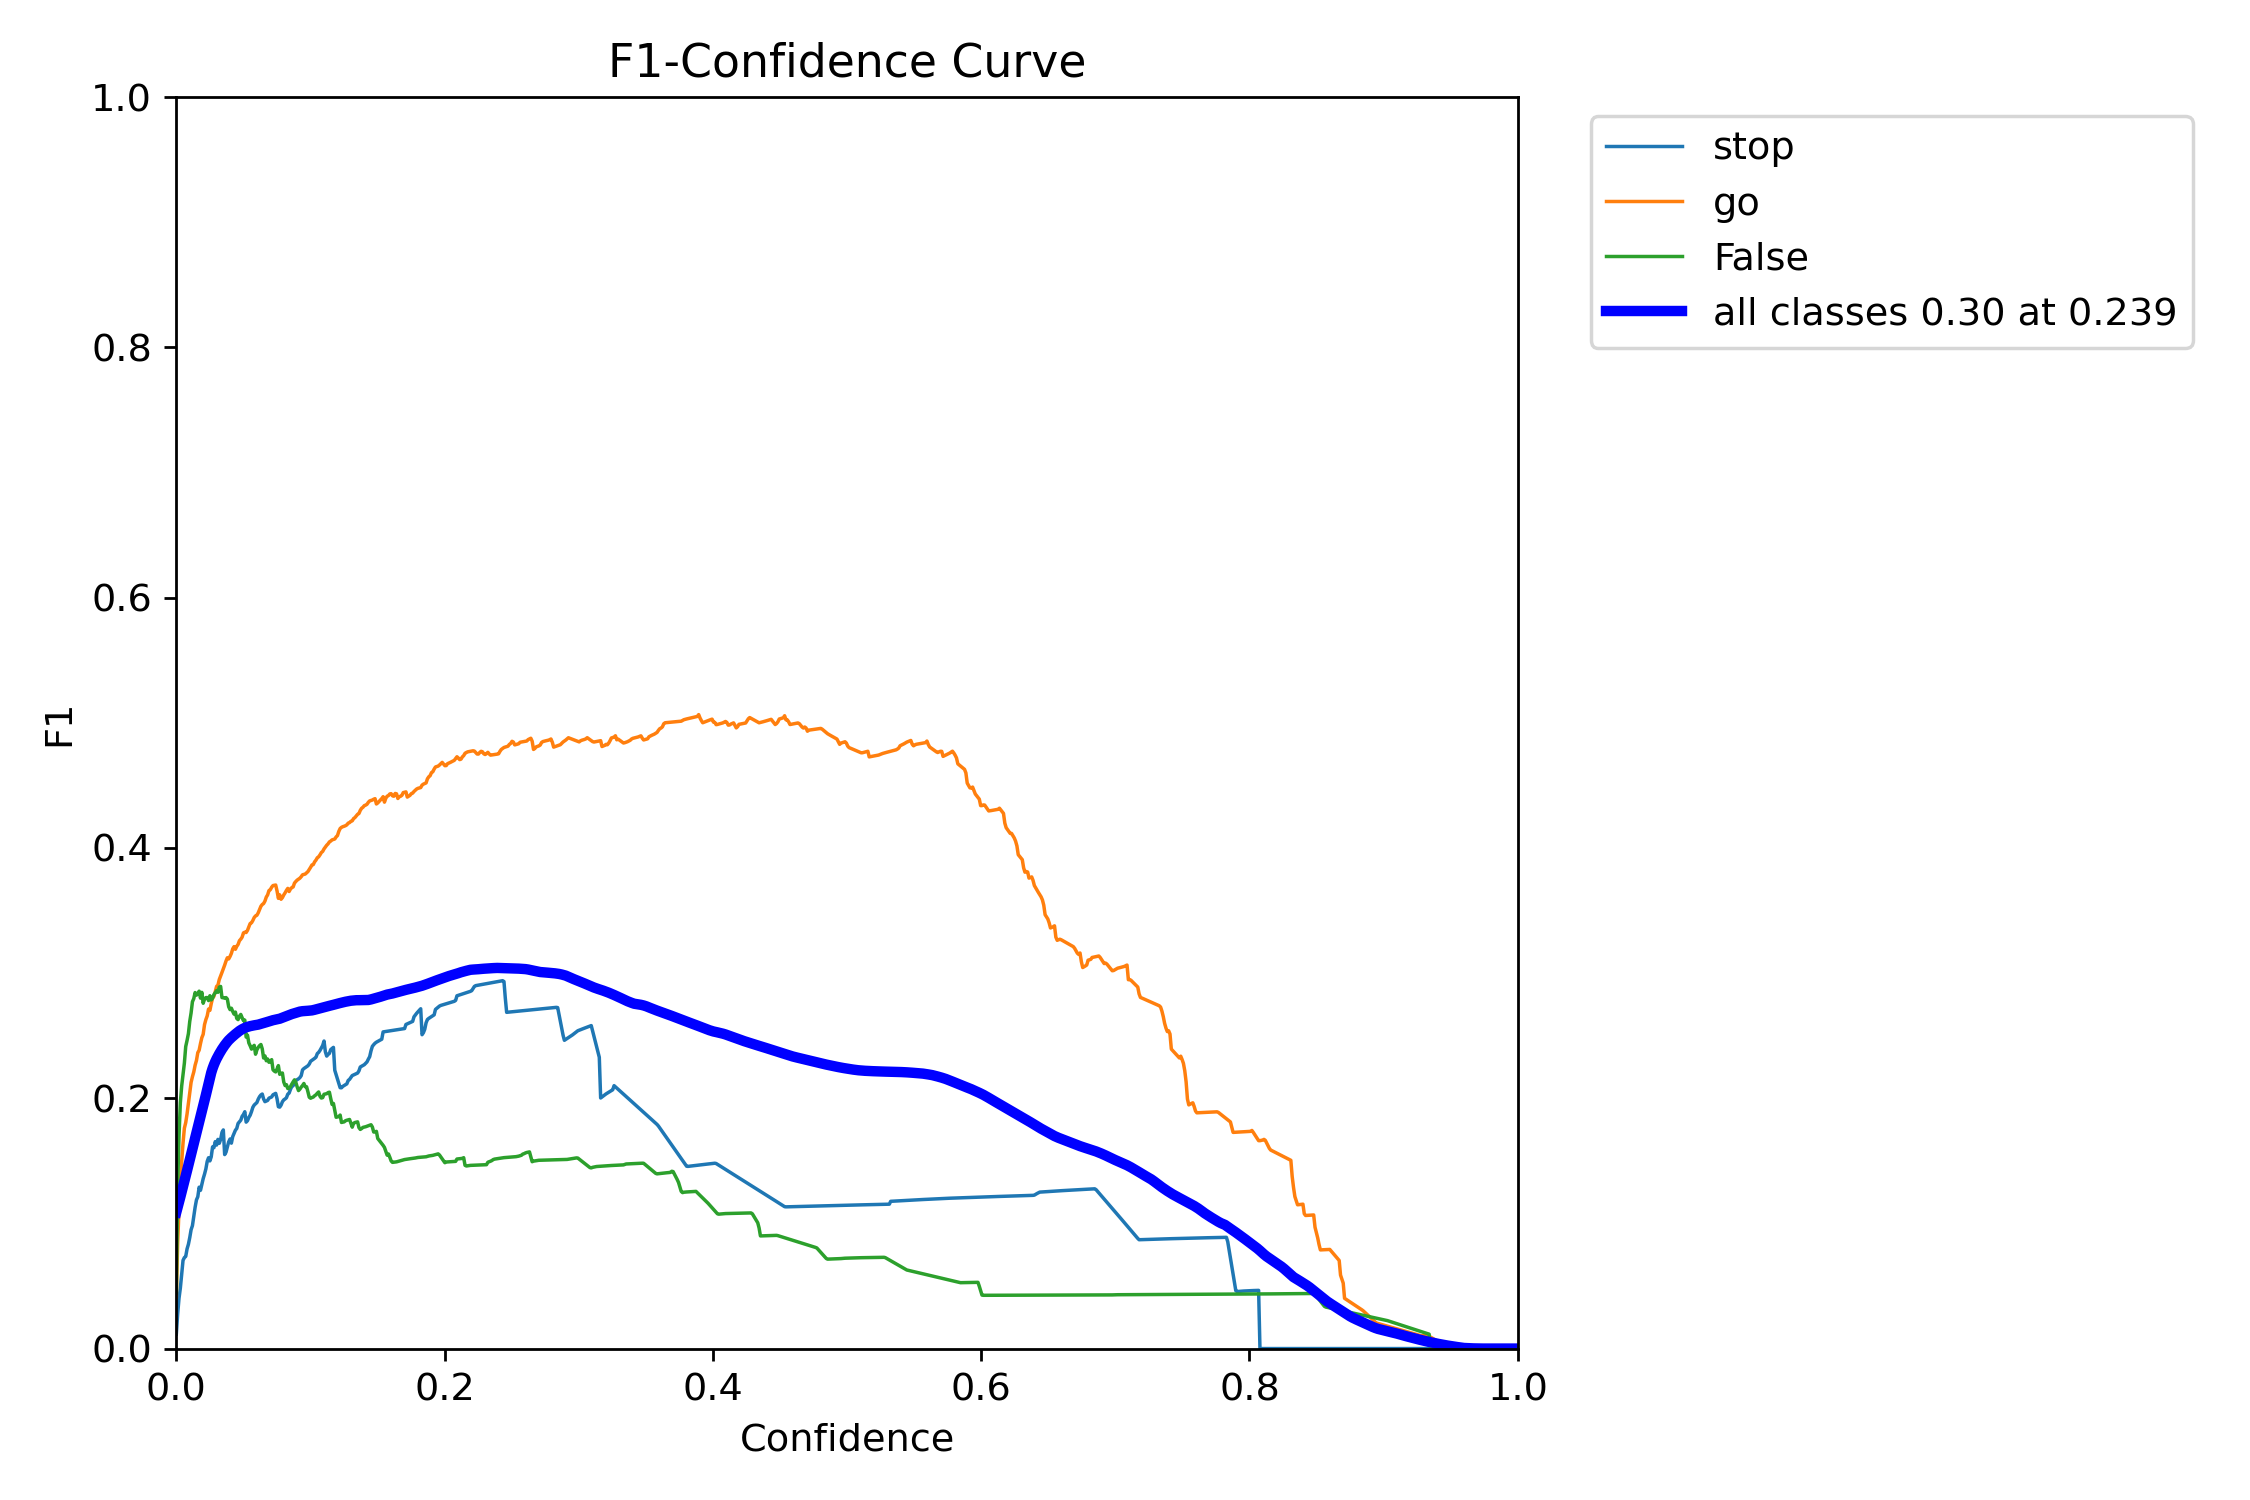 F1-Confidence Curve
1.0
0.8
0.6
0.4
0.2
0.0
F1
0.0 0.2 0.4 0.6 0.8 1.0
Confidence
stop
go
False
all classes 0.30 at 0.239